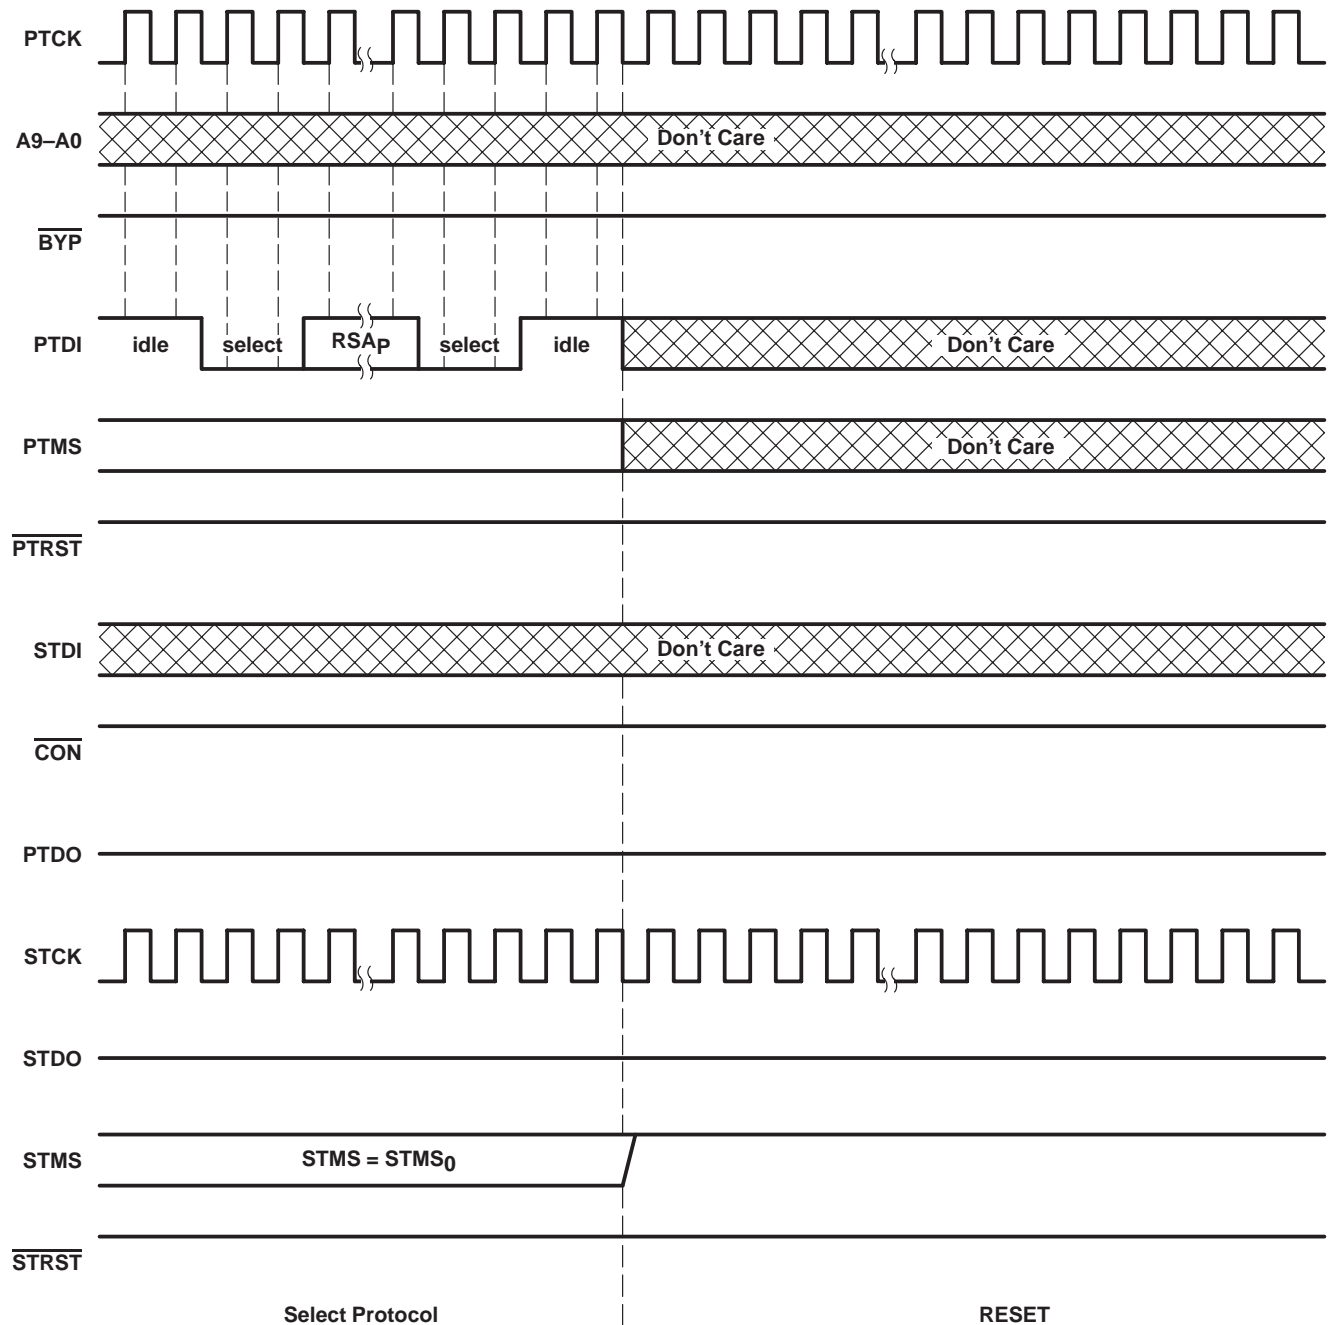 PTCK
A9–A0
Don't Care
BYP
PTDI
idle
select
RSAP
select
idle
Don't Care
PTMS
Don't Care
PTRST
STDI
Don't Care
CON
PTDO
STCK
STDO
STMS
STMS = STMS0
STRST
Select Protocol
RESET